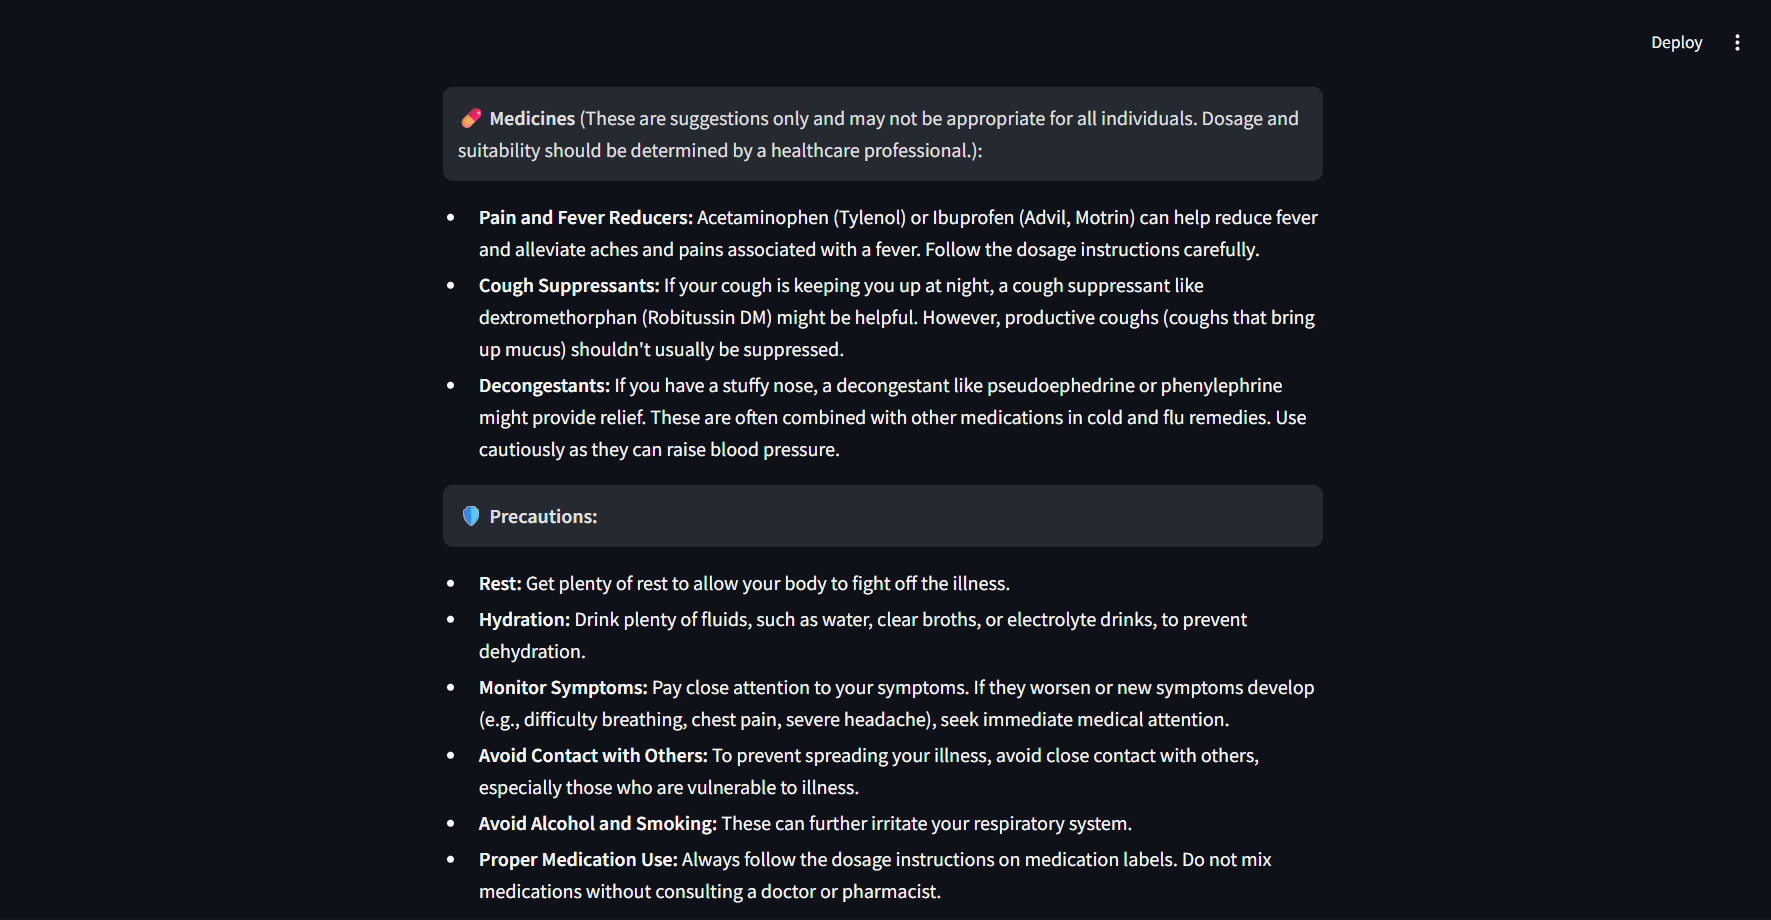 Deploy
Medicines (These are suggestions only and may not be appropriate for all individuals. Dosage and
suitability should be determined by a healthcare professional.):
Pain and Fever Reducers: Acetaminophen (Tylenol) or Ibuprofen (Advil, Motrin) can help reduce fever
and alleviate aches and pains associated with a fever. Follow the dosage instructions carefully.
Cough Suppressants: If your cough is keeping you up at night, a cough suppressant like
dextromethorphan (Robitussin DM) might be helpful. However, productive coughs (coughs that bring
up mucus) shouldn't usually be suppressed.
Decongestants: If you have a stuffy nose, a decongestant like pseudoephedrine or phenylephrine
might provide relief. These are often combined with other medications in cold and flu remedies. Use
cautiously as they can raise blood pressure.
Precautions:
Rest: Get plenty of rest to allow your body to fight off the illness.
Hydration: Drink plenty of fluids, such as water, clear broths, or electrolyte drinks, to prevent
dehydration.
Monitor Symptoms: Pay close attention to your symptoms. If they worsen or new symptoms develop
(e.g., difficulty breathing, chest pain, severe headache), seek immediate medical attention.
Avoid Contact with Others: To prevent spreading your illness, avoid close contact with others,
especially those who are vulnerable to illness.
Avoid Alcohol and Smoking: These can further irritate your respiratory system.
Proper Medication Use: Always follow the dosage instructions on medication labels. Do not mix
medications without consulting a doctor or pharmacist.